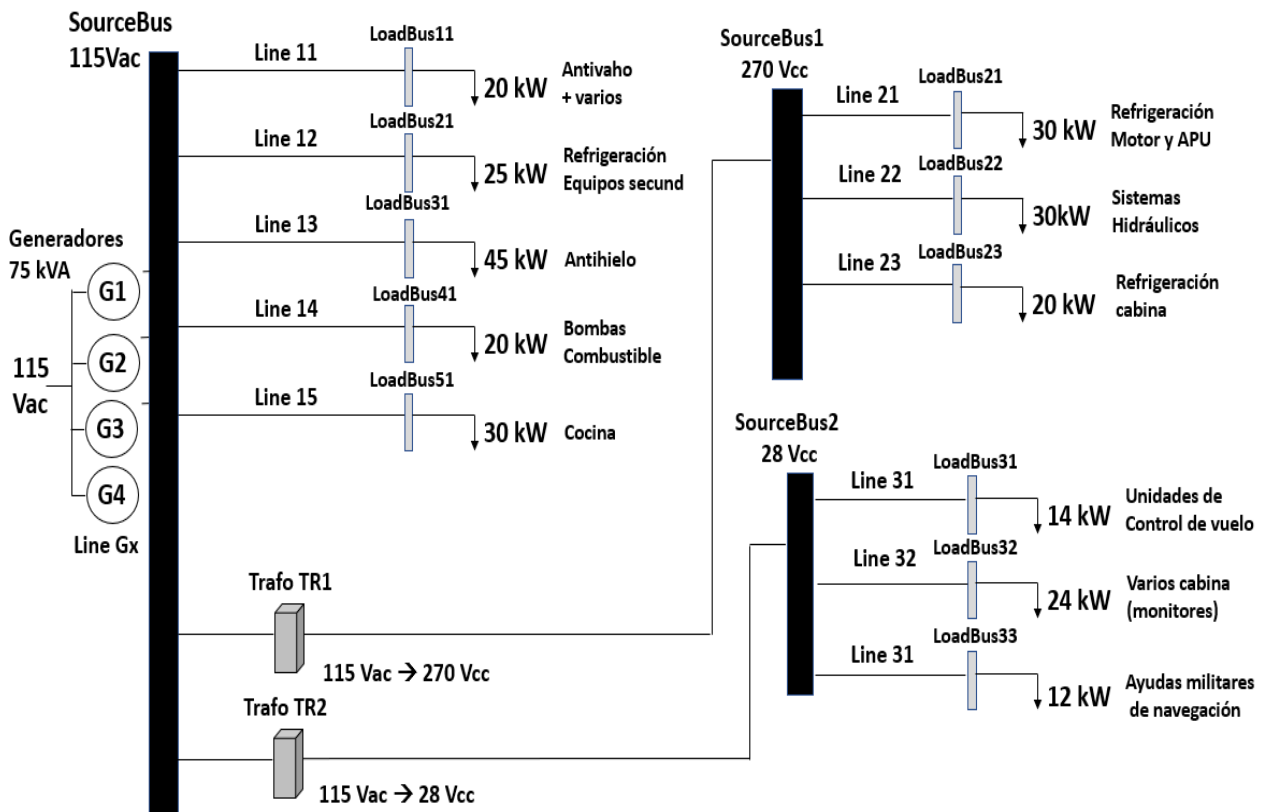 SourceBus
115Vac
Line 11
LoadBus11
20 kW
Antivaho
+ varios
Line 12
LoadBus21
25 kW
Refrigeración
Equipos secund
Line 13
LoadBus31
45 kW
Antihielo
Line 14
LoadBus41
20 kW
Bombas
Combustible
Line 15
LoadBus51
30 kW
Cocina
Generadores
75 kVA
G1
G2
G3
G4
115
Vac
Line Gx
Trafo TR1
115 Vac → 270 Vcc
Trafo TR2
115 Vac → 28 Vcc
SourceBus1
270 Vcc
Line 21
LoadBus21
30 kW
Refrigeración
Motor y APU
Line 22
LoadBus22
30kW
Sistemas
Hidráulicos
Line 23
LoadBus23
20 kW
Refrigeración
cabina
SourceBus2
28 Vcc
Line 31
LoadBus31
14 kW
Unidades de
Control de vuelo
Line 32
LoadBus32
24 kW
Varios cabina
(monitores)
Line 31
LoadBus33
12 kW
Ayudas militares
de navegación